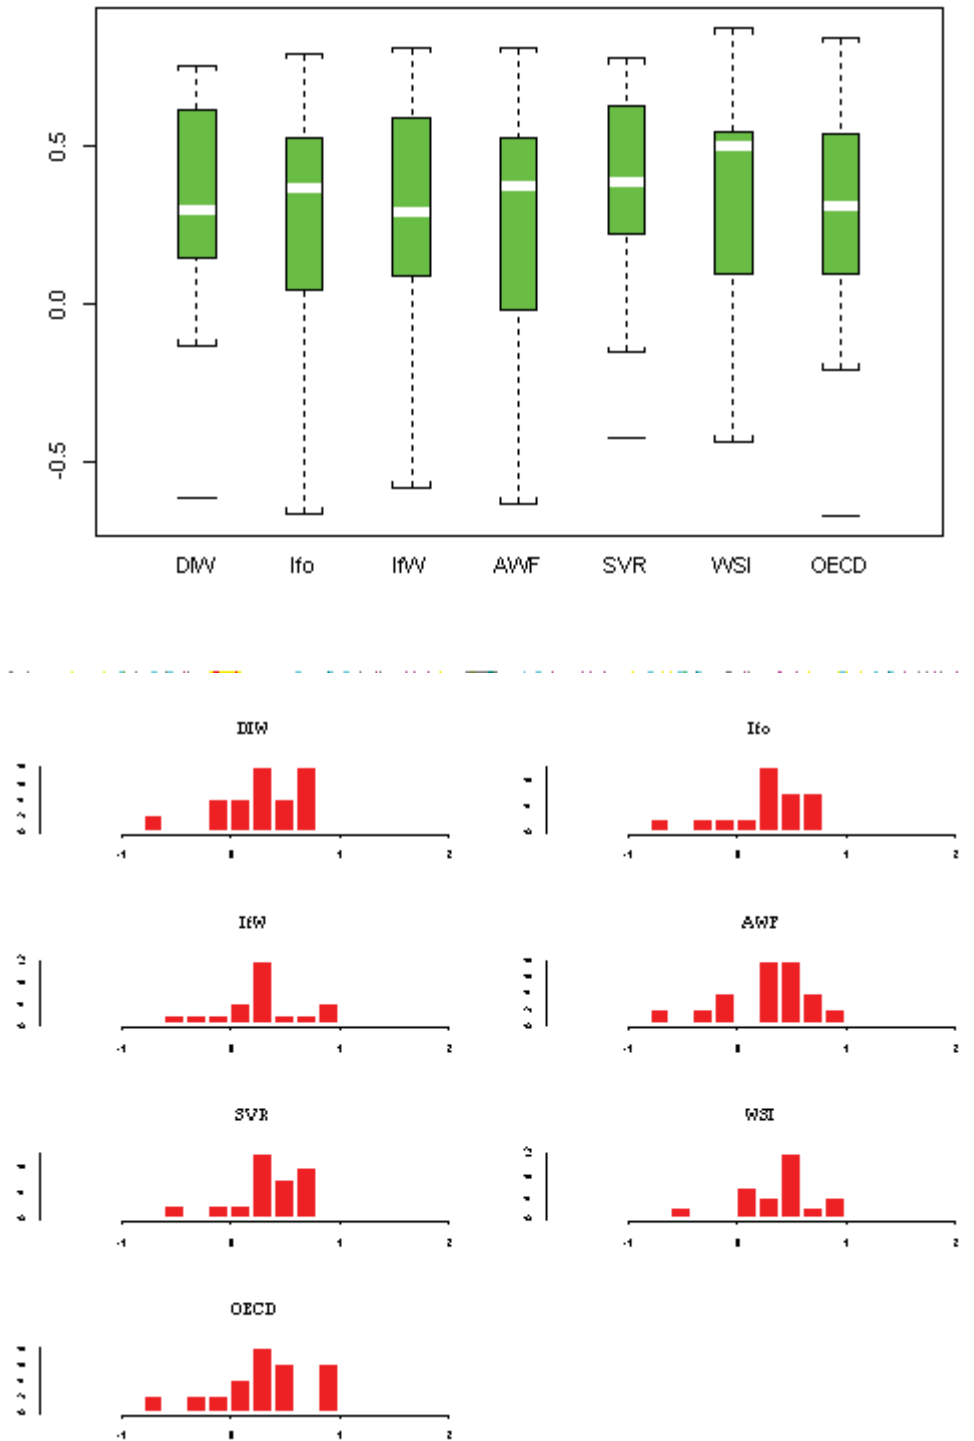 0.5
0.0
-0.5
DIW Ifo IfW AWF SVR WSI OECD
DIW Ifo
-1 0 1 2 -1 0 1 2
IfW AWF
12
-1 0 1 2 -1 0 1 2
SVR WSI
12
-1 0 1 2 -1 0 1 2
OECD
-1 0 1 2